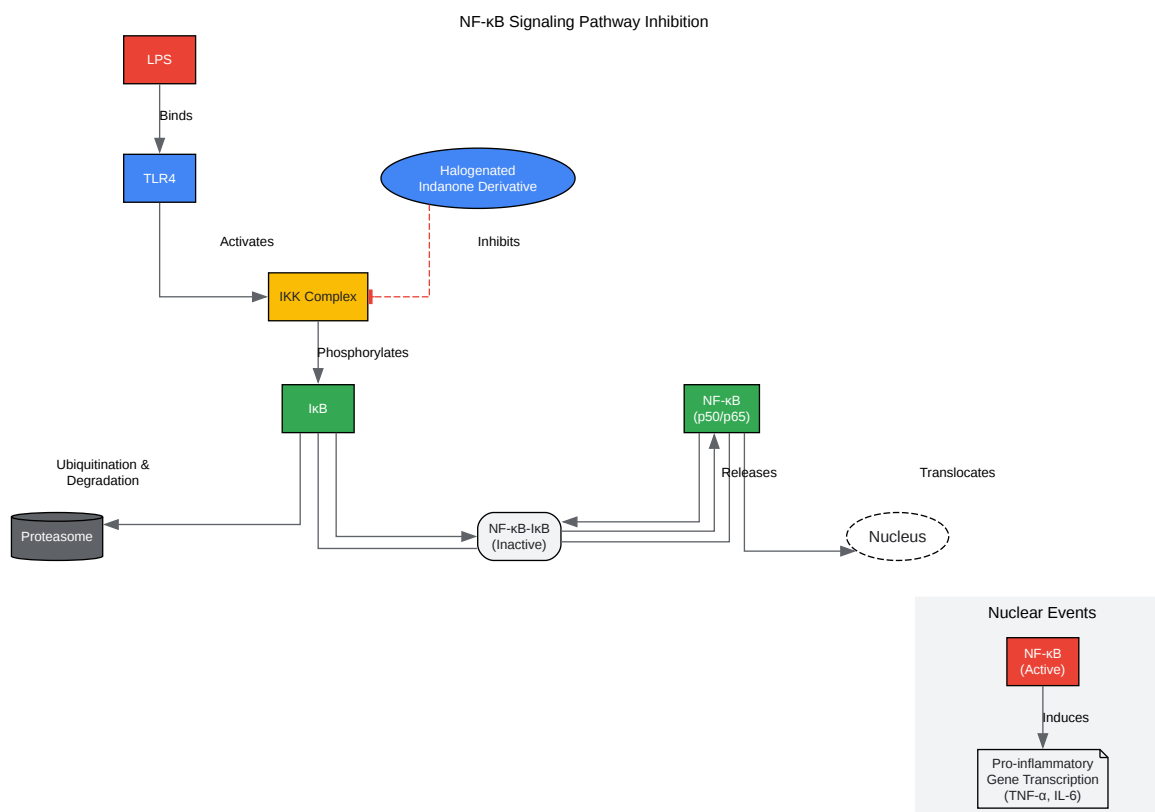 NF-κB Signaling Pathway Inhibition
LPS
Binds
TLR4
Halogenated
Indanone Derivative
Activates
Inhibits
IKK Complex
Phosphorylates
IκB
NF-κB
(p50/p65)
Ubiquitination &
Degradation
Releases
Translocates
Proteasome
NF-κB-IκB
(Inactive)
Nucleus
Nuclear Events
NF-κB
(Active)
Induces
Pro-inflammatory
Gene Transcription
(TNF-α, IL-6)